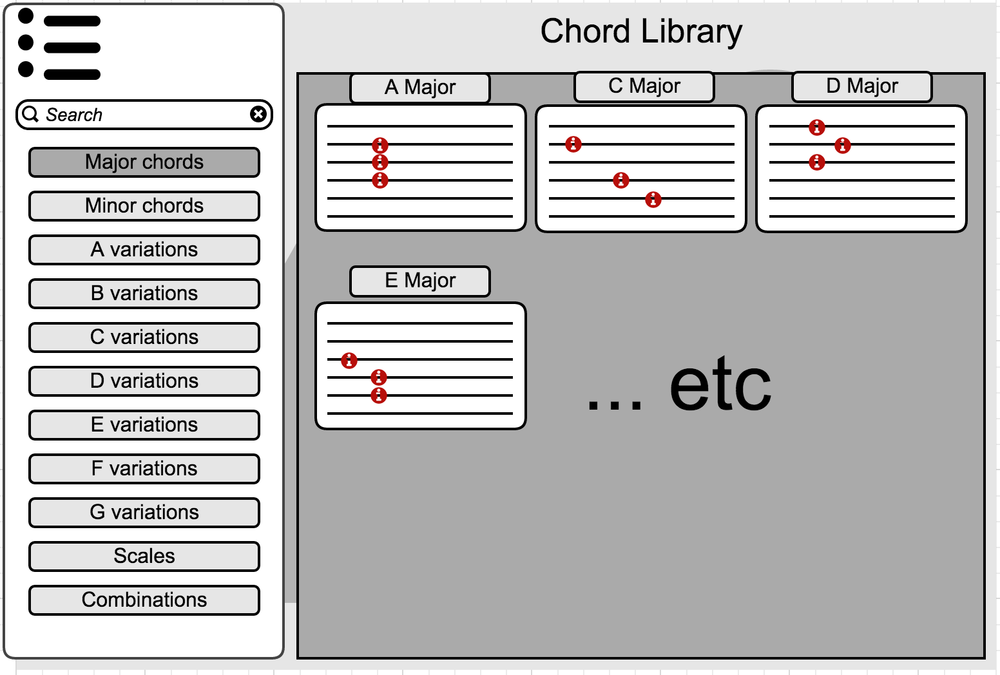 Chord Library
Search
Major chords
Minor chords
A variations
B variations
C variations
D variations
E variations
F variations
G variations
Scales
Combinations
A Major
C Major
D Major
E Major
... etc